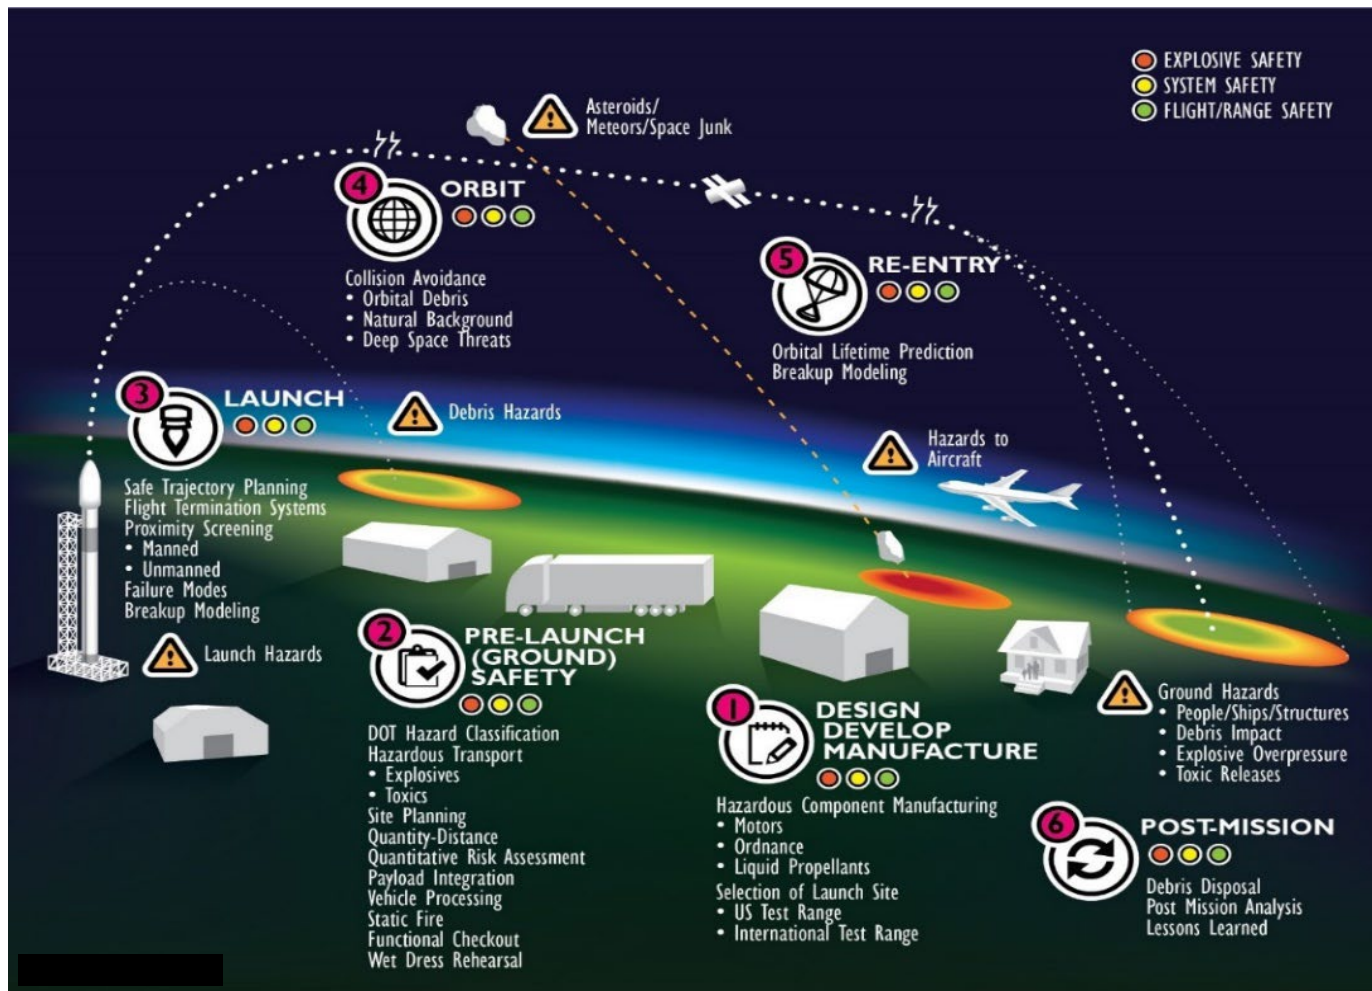 EXPLOSIVE SAFETY
SYSTEM SAFETY
FLIGHT/RANGE SAFETY
Asteroids/
Meteors/Space Junk
4
ORBIT
Collision Avoidance
• Orbital Debris
• Natural Background
• Deep Space Threats
5
RE-ENTRY
Orbital Lifetime Prediction
Breakup Modeling
3
LAUNCH
Safe Trajectory Planning
Flight Termination Systems
Proximity Screening
• Manned
• Unmanned
Failure Modes
Breakup Modeling
Debris Hazards
Hazards to
Aircraft
Launch Hazards
2
PRE-LAUNCH
(GROUND)
SAFETY
DOT Hazard Classification
Hazardous Transport
• Explosives
• Toxics
Site Planning
Quantity-Distance
Quantitative Risk Assessment
Payload Integration
Vehicle Processing
Static Fire
Functional Checkout
Wet Dress Rehearsal
1
DESIGN
DEVELOP
MANUFACTURE
Hazardous Component Manufacturing
• Motors
• Ordnance
• Liquid Propellants
Selection of Launch Site
• US Test Range
• International Test Range
Ground Hazards
• People/Ships/Structures
• Debris Impact
• Explosive Overpressure
• Toxic Releases
6
POST-MISSION
Debris Disposal
Post Mission Analysis
Lessons Learned